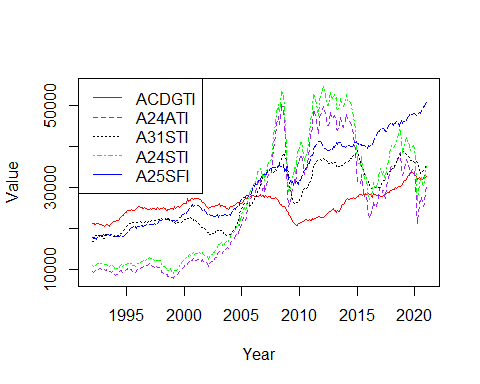 ACDGTI
A24ATI
A31STI
A24STI
A25SFI
50000
30000
10000
Value
1995 2000 2005 2010 2015 2020
Year